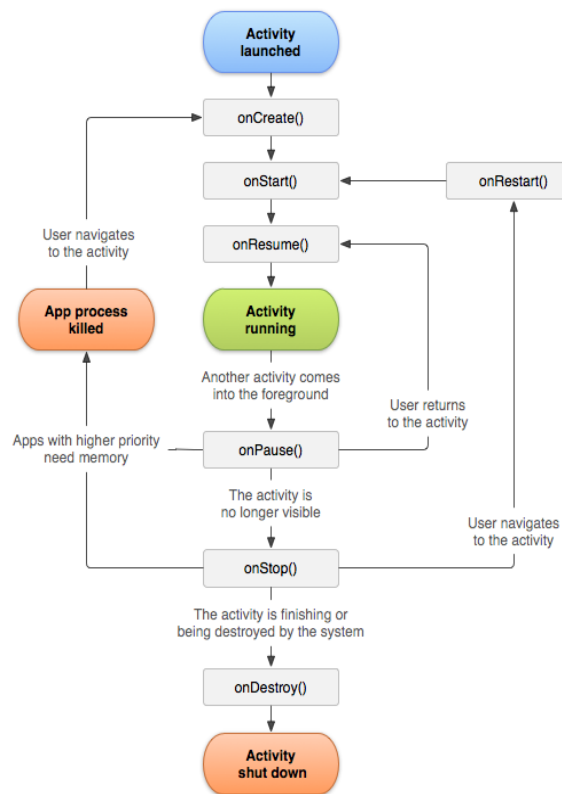 Activity
launched
onCreate()
onStart()
onRestart()
onResume()
User navigates
to the activity
App process
killed
Activity
running
Another activity comes
into the foreground
User returns
to the activity
Apps with higher priority
need memory
onPause()
The activity is
no longer visible
User navigates
to the activity
onStop()
The activity is finishing or
being destroyed by the system
onDestroy()
Activity
shut down